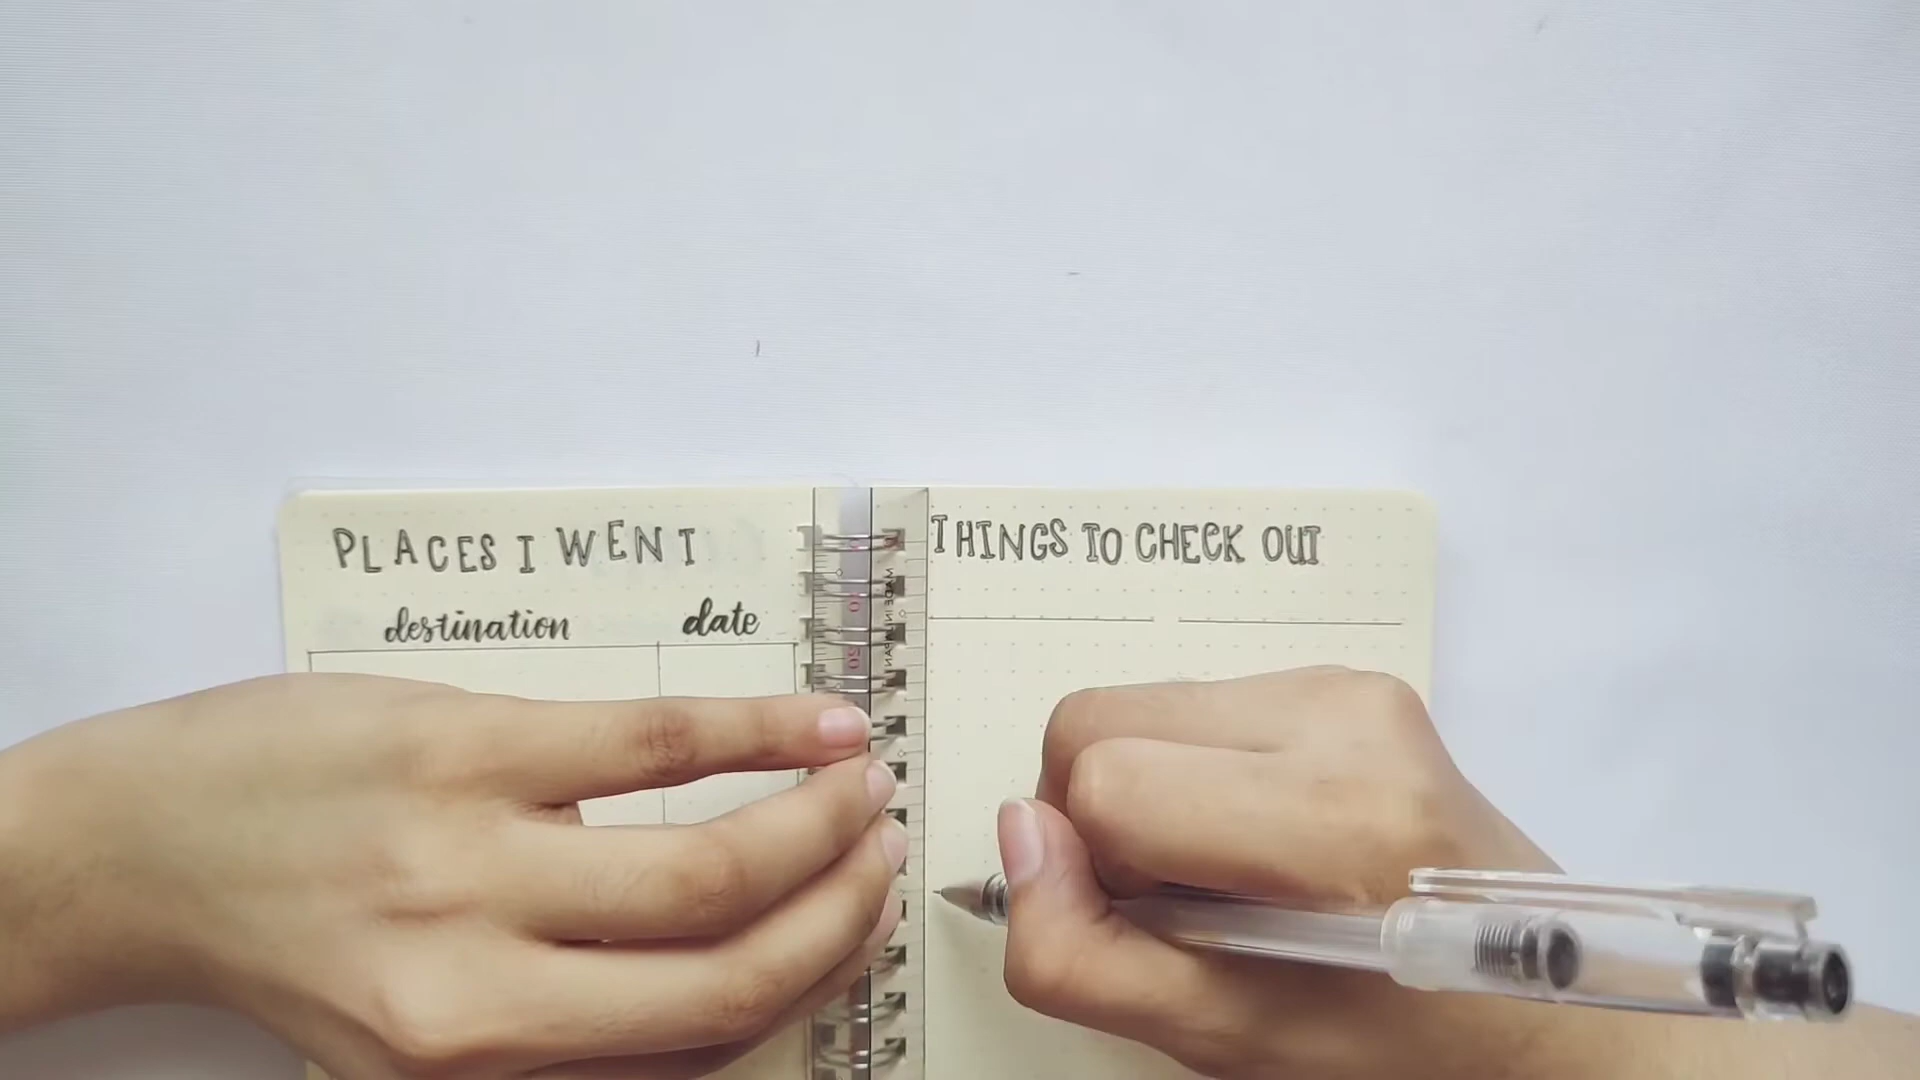 PLACES I WENT
destination date
THINGS TO CHECK OUT
MADE IN JAPAN